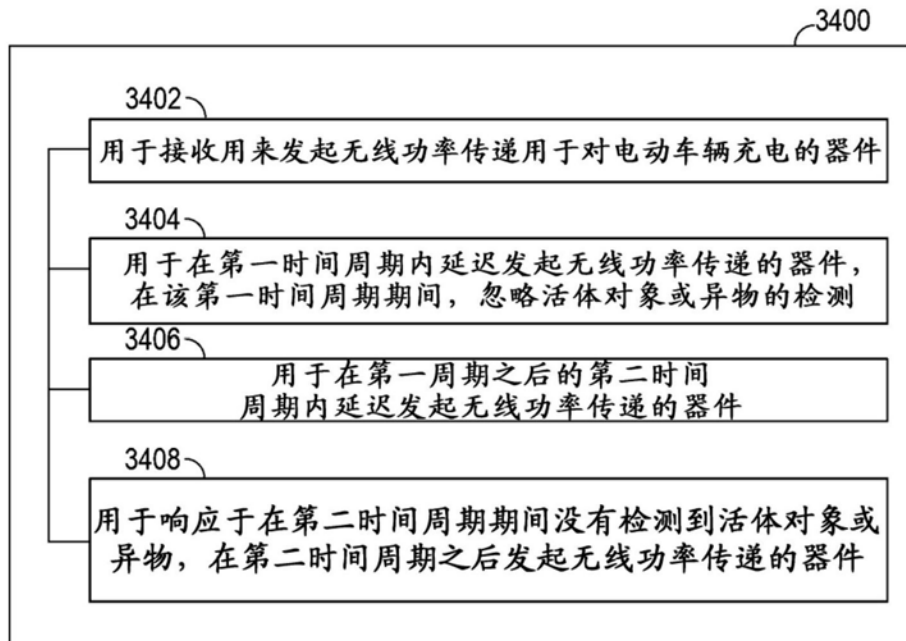 3400
3402
用于接收用来发起无线功率传递用于对电动车辆充电的器件
3404
用于在第一时间周期内延迟发起无线功率传递的器件,
在该第一时间周期期间,忽略活体对象或异物的检测
3406
用于在第一周期之后的第二时间
周期内延迟发起无线功率传递的器件
3408
用于响应于在第二时间周期期间没有检测到活体对象或
异物,在第二时间周期之后发起无线功率传递的器件